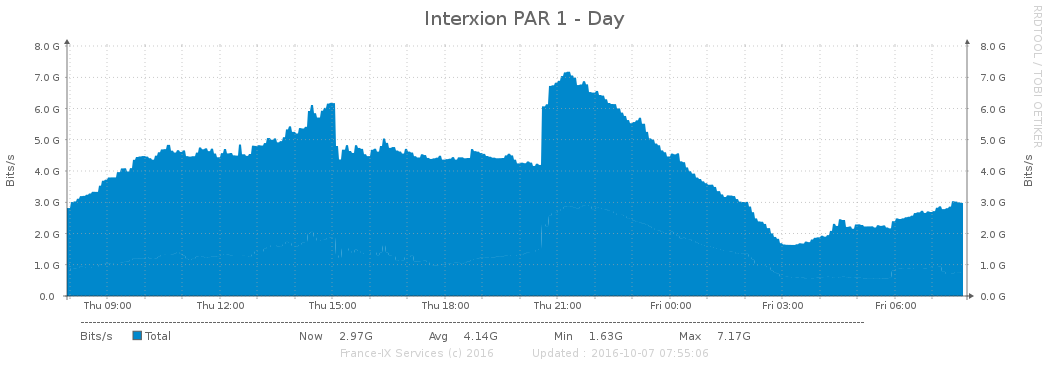 Interxion PAR 1 - Day
RRDTOOL / TOBI OETIKER
Bits/s
8.0 G
7.0 G
6.0 G
5.0 G
4.0 G
3.0 G
2.0 G
1.0 G
0.0
8.0 G
7.0 G
6.0 G
5.0 G
4.0 G
3.0 G
2.0 G
1.0 G
0.0 G
Bits/s
Thu 09:00 Thu 12:00 Thu 15:00 Thu 18:00 Thu 21:00 Fri 00:00 Fri 03:00 Fri 06:00
Bits/s Total Now 2.97G Avg 4.14G Min 1.63G Max 7.17G
France-IX Services (c) 2016 Updated : 2016-10-07 07:55:06